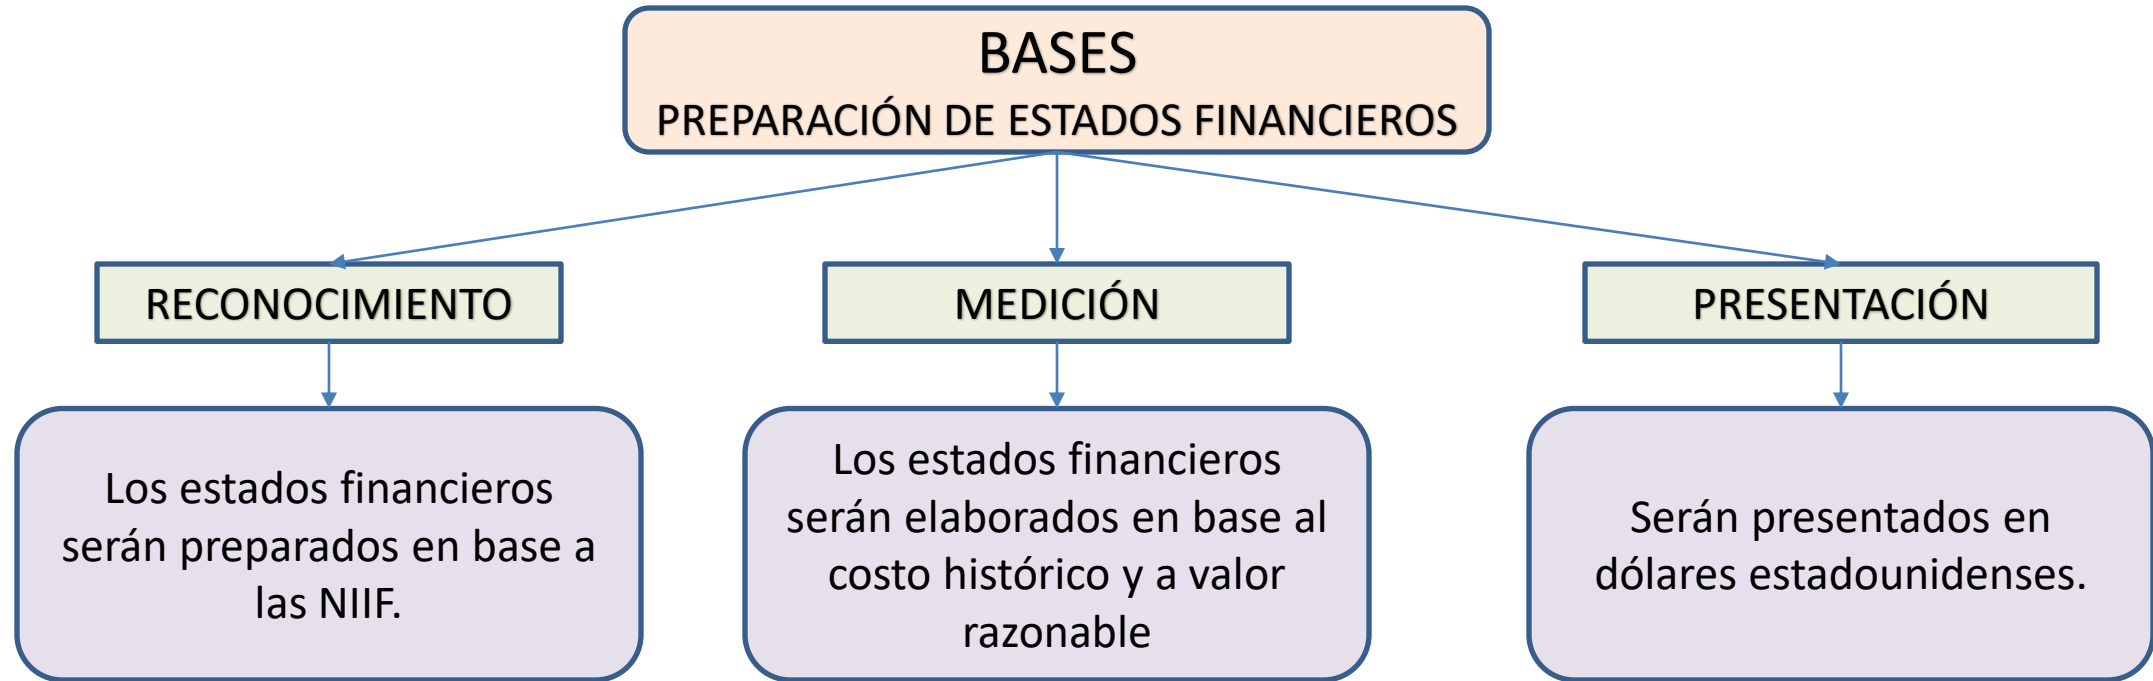 BASES
PREPARACIÓN DE ESTADOS FINANCIEROS
RECONOCIMIENTO
MEDICIÓN
PRESENTACIÓN
Los estados financieros
serán preparados en base a
las NIIF.
Los estados financieros
serán elaborados en base al
costo histórico y a valor
razonable
Serán presentados en
dólares estadounidenses.